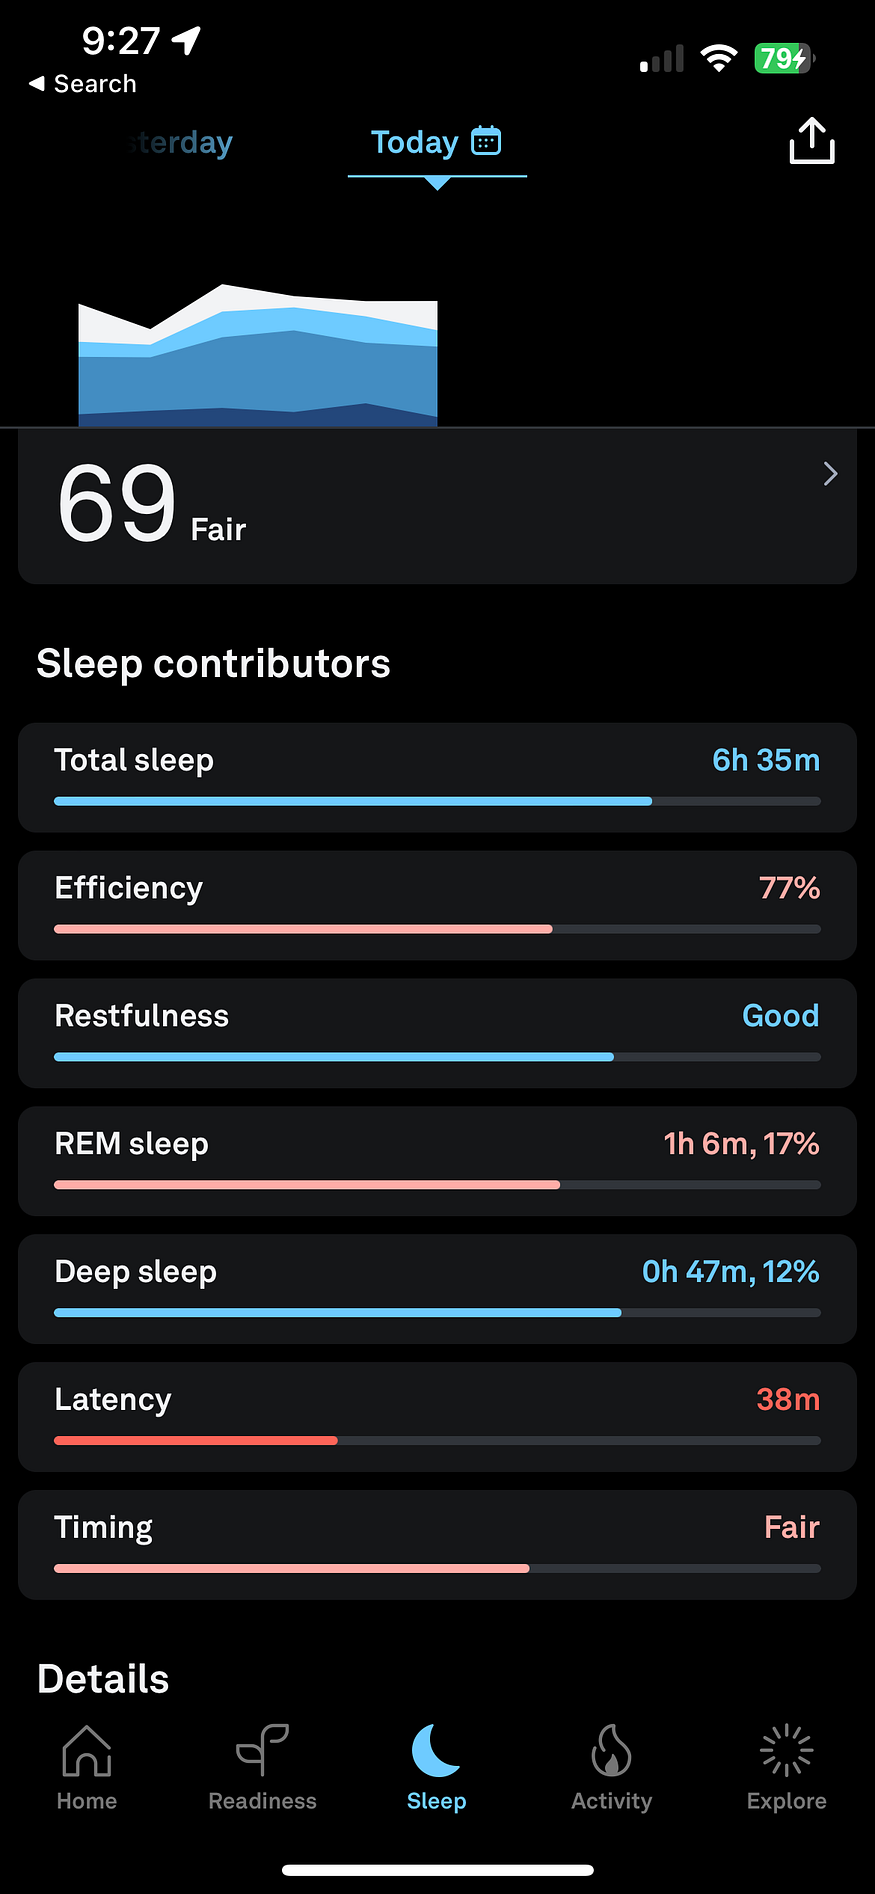 9:27
79
Search
sterday
Today
69 Fair
Sleep contributors
Total sleep 6h 35m
Efficiency 77%
Restfulness Good
REM sleep 1h 6m, 17%
Deep sleep 0h 47m, 12%
Latency 38m
Timing Fair
Details
Home Readiness Sleep Activity Explore